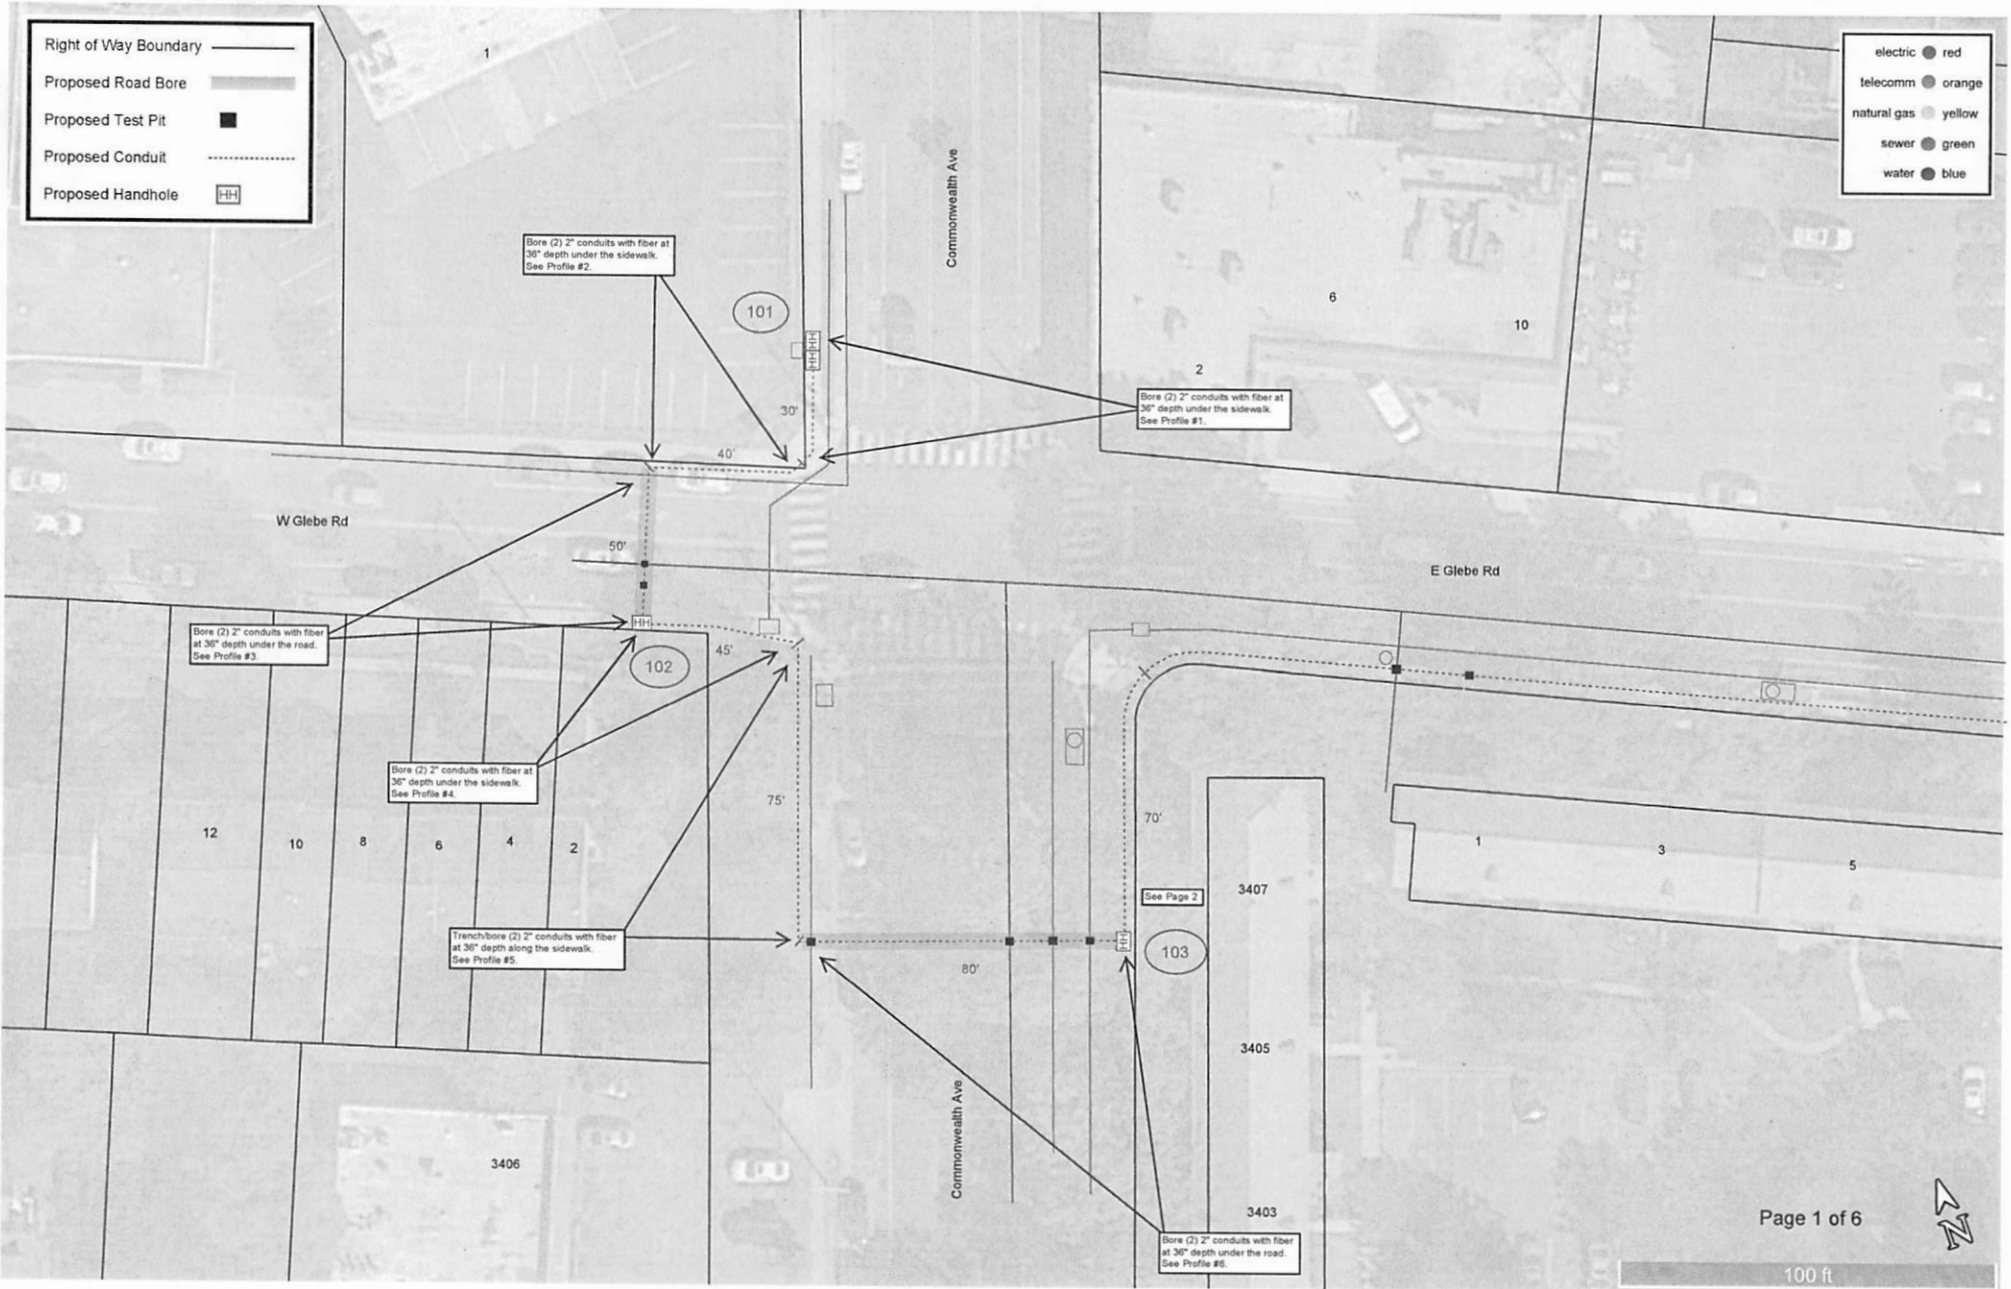 Right of Way Boundary
Proposed Road Bore
Proposed Test Pit
Proposed Conduit
Proposed Handhole HH
electric red
telecomm orange
natural gas yellow
sewer green
water blue
1
Commonwealth Ave
Bore (2) 2" conduits with fiber at
36" depth under the sidewalk.
See Profile #2.
101
HH
HH
6
10
2
Bore (2) 2" conduits with fiber at
36" depth under the sidewalk.
See Profile #1.
30'
40'
W Glebe Rd
50'
E Glebe Rd
Bore (2) 2" conduits with fiber
at 36" depth under the road.
See Profile #3.
HH
102
45'
Bore (2) 2" conduits with fiber at
36" depth under the sidewalk.
See Profile #4.
75'
70'
12
10
8
6
4
2
1
3
5
See Page 2
3407
Trench/bore (2) 2" conduits with fiber
at 36" depth along the sidewalk.
See Profile #5.
HH
103
80'
3405
Commonwealth Ave
3406
3403
Bore (2) 2" conduits with fiber
at 36" depth under the road.
See Profile #6.
Page 1 of 6
N
100 ft